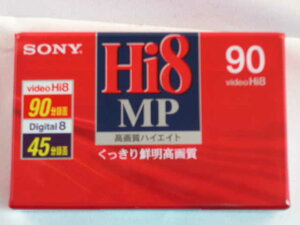 SONY
Hi8
MP
90
video Hi8
video Hi8
90分録画
Digital 8
45分録画
高画質ハイエイト
くっきり鮮明高画質